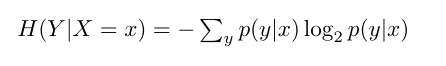 H(Y|X = x) = − ∑_y p(y|x) log_2 p(y|x)